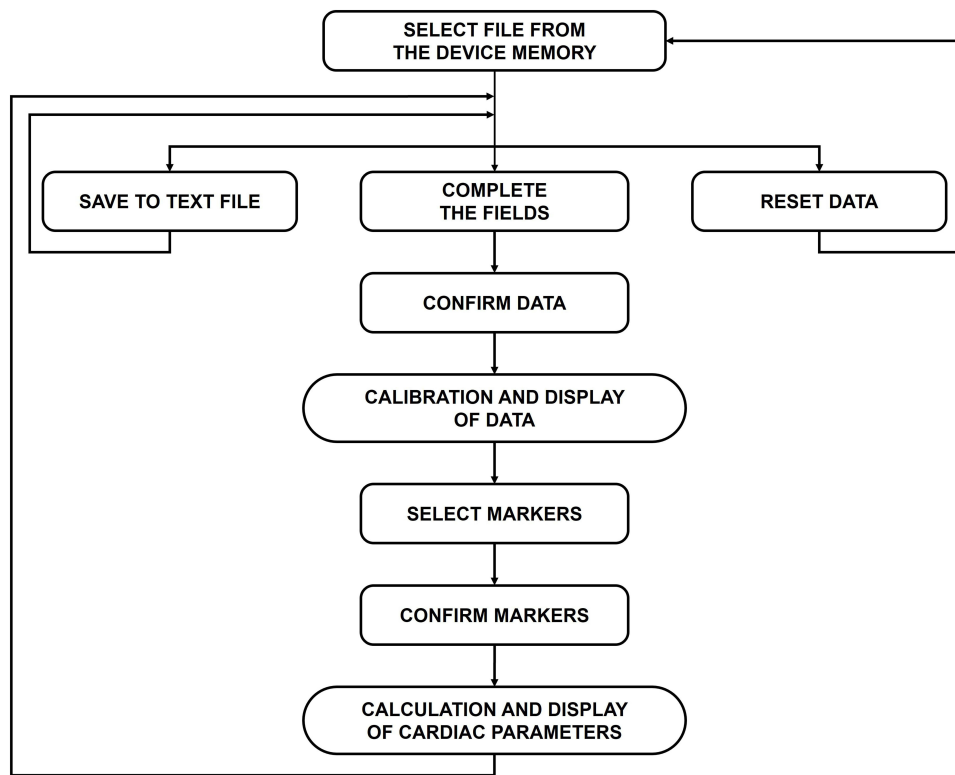 SELECT FILE FROM
THE DEVICE MEMORY
SAVE TO TEXT FILE
COMPLETE
THE FIELDS
RESET DATA
CONFIRM DATA
CALIBRATION AND DISPLAY
OF DATA
SELECT MARKERS
CONFIRM MARKERS
CALCULATION AND DISPLAY
OF CARDIAC PARAMETERS